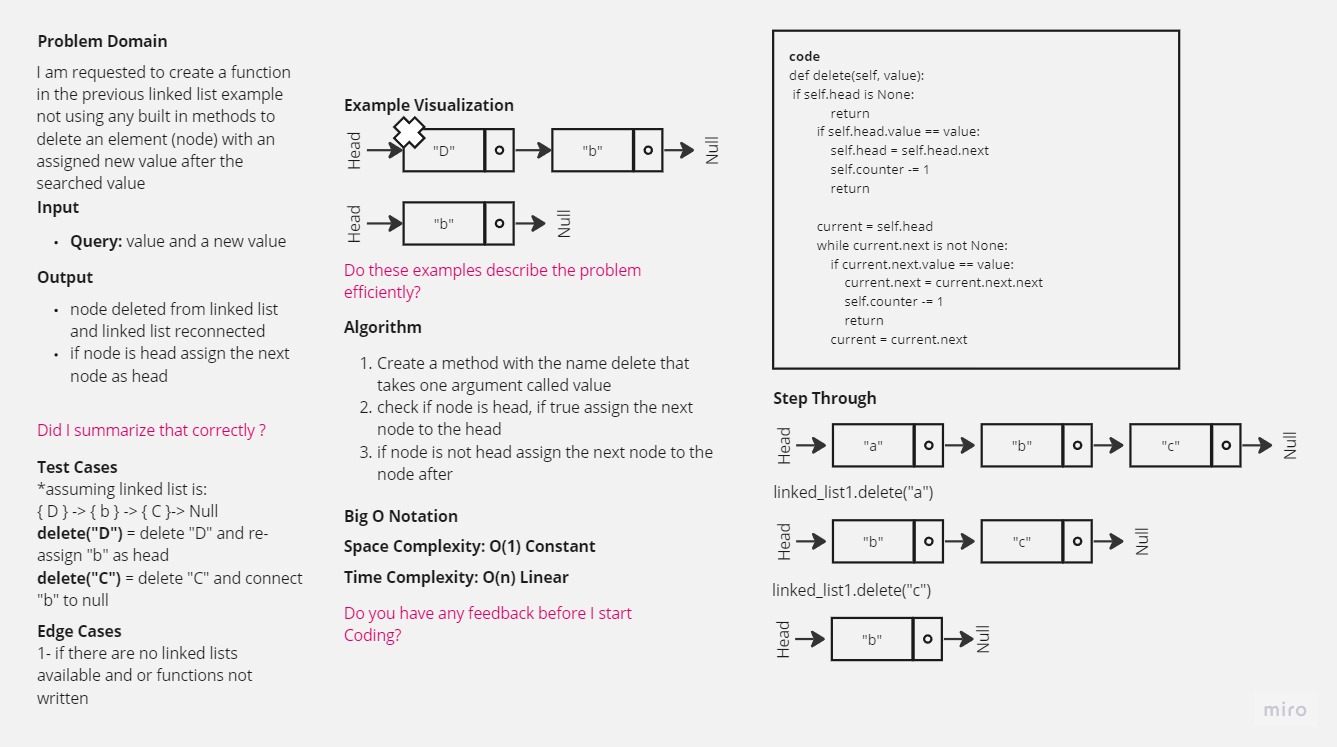 Problem Domain
I am requested to create a function
in the previous linked list example
not using any built in methods to
delete an element (node) with an
assigned new value after the
searched value
Input
• Query: value and a new value
Output
• node deleted from linked list
and linked list reconnected
• if node is head assign the next
node as head
Did I summarize that correctly ?
Test Cases
*assuming linked list is:
{ D } -> { b } -> { C }-> Null
delete("D") = delete "D" and re-
assign "b" as head
delete("C") = delete "C" and connect
"b" to null
Edge Cases
1- if there are no linked lists
available and or functions not
written
Example Visualization
Head "D" "b" Null
Head "b" Null
Do these examples describe the problem
efficiently?
Algorithm
1. Create a method with the name delete that
takes one argument called value
2. check if node is head, if true assign the next
node to the head
3. if node is not head assign the next node to the
node after
Big O Notation
Space Complexity: O(1) Constant
Time Complexity: O(n) Linear
Do you have any feedback before I start
Coding?
code
def delete(self, value):
if self.head is None:
return
if self.head.value == value:
self.head = self.head.next
self.counter -= 1
return
current = self.head
while current.next is not None:
if current.next.value == value:
current.next = current.next.next
self.counter -= 1
return
current = current.next
Step Through
Head "a" "b" "c" Null
linked_list1.delete("a")
Head "b" "c" Null
linked_list1.delete("c")
Head "b" Null
miro